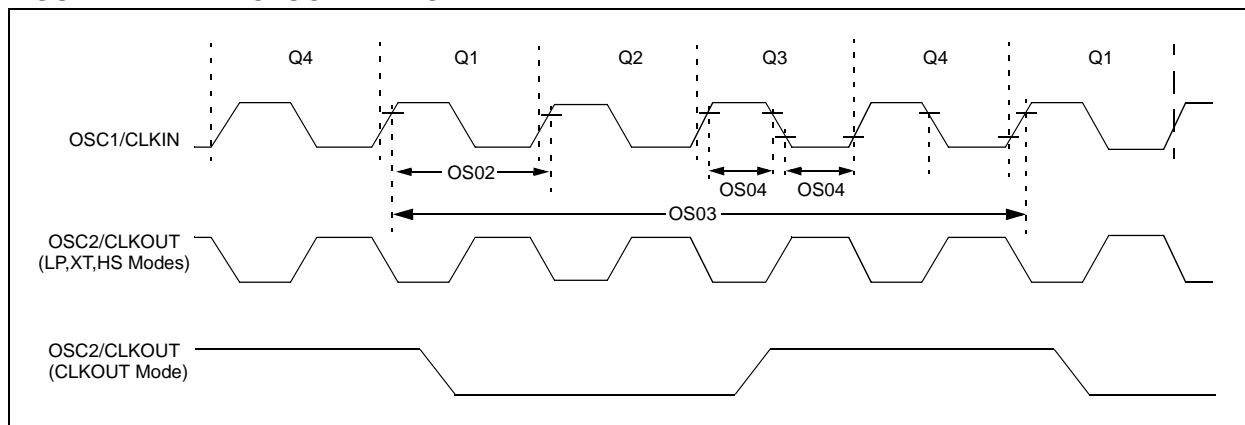 Q4 Q1 Q2 Q3 Q4 Q1
OSC1/CLKIN
OS02
OS04 OS04
OS03
OSC2/CLKOUT
(LP,XT,HS Modes)
OSC2/CLKOUT
(CLKOUT Mode)